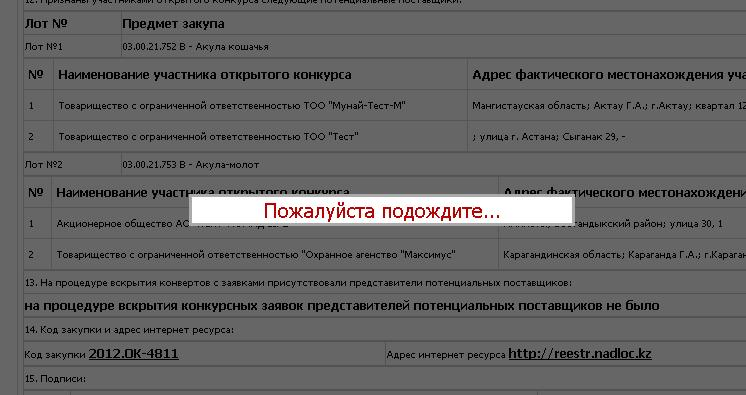 12. Признаны участниками открытого конкурса следующие потенциальные поставщики:
Лот № Предмет закупа
Лот №1 03.00.21.752 В - Акула кошачья
№ Наименование участника открытого конкурса Адрес фактического местонахождения уча
1 Товарищество с ограниченной ответственностью ТОО "Мунай-Тест-М" Мангистауская область; Актау Г.А.; г.Актау; квартал 12
2 Товарищество с ограниченной ответственностью ТОО "Тест" ; улица г. Астана; Сыганак 29, -
Лот №2 03.00.21.753 В - Акула-молот
№ Наименование участника открытого конкурса Адрес фактического местонахождени
Пожалуйста подождите...
1 Акционерное общество АО район; улица 30, 1
2 Товарищество с ограниченной ответственностью "Охранное агенство "Максимус" Карагандинская область; Караганда Г.А.; г.Караган
13. На процедуре вскрытия конвертов с заявками присутствовали представители потенциальных поставщиков:
на процедуре вскрытия конкурсных заявок представителей потенциальных поставщиков не было
14. Код закупки и адрес интернет ресурса:
Код закупки 2012.ОК-4811 Адрес интернет ресурса http://reestr.nadloc.kz
15. Подписи: